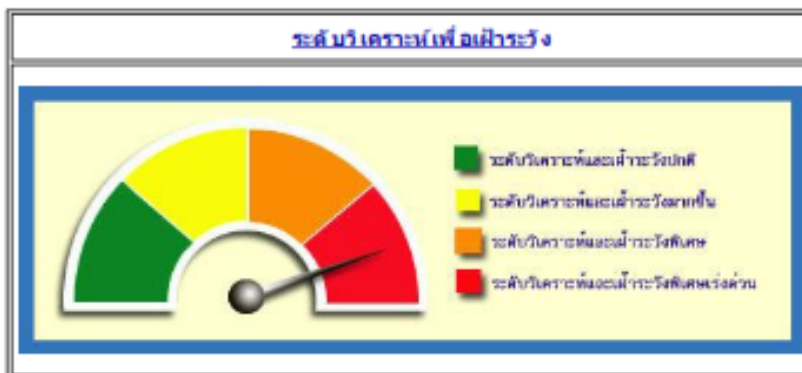 ระดับวิเคราะห์เพื่อเฝ้าระวัง
ระดับวิเคราะห์และเฝ้าระวังปกติ
ระดับวิเคราะห์และเฝ้าระวังมากขึ้น
ระดับวิเคราะห์และเฝ้าระวังพิเศษ
ระดับวิเคราะห์และเฝ้าระวังพิเศษเร่งด่วน